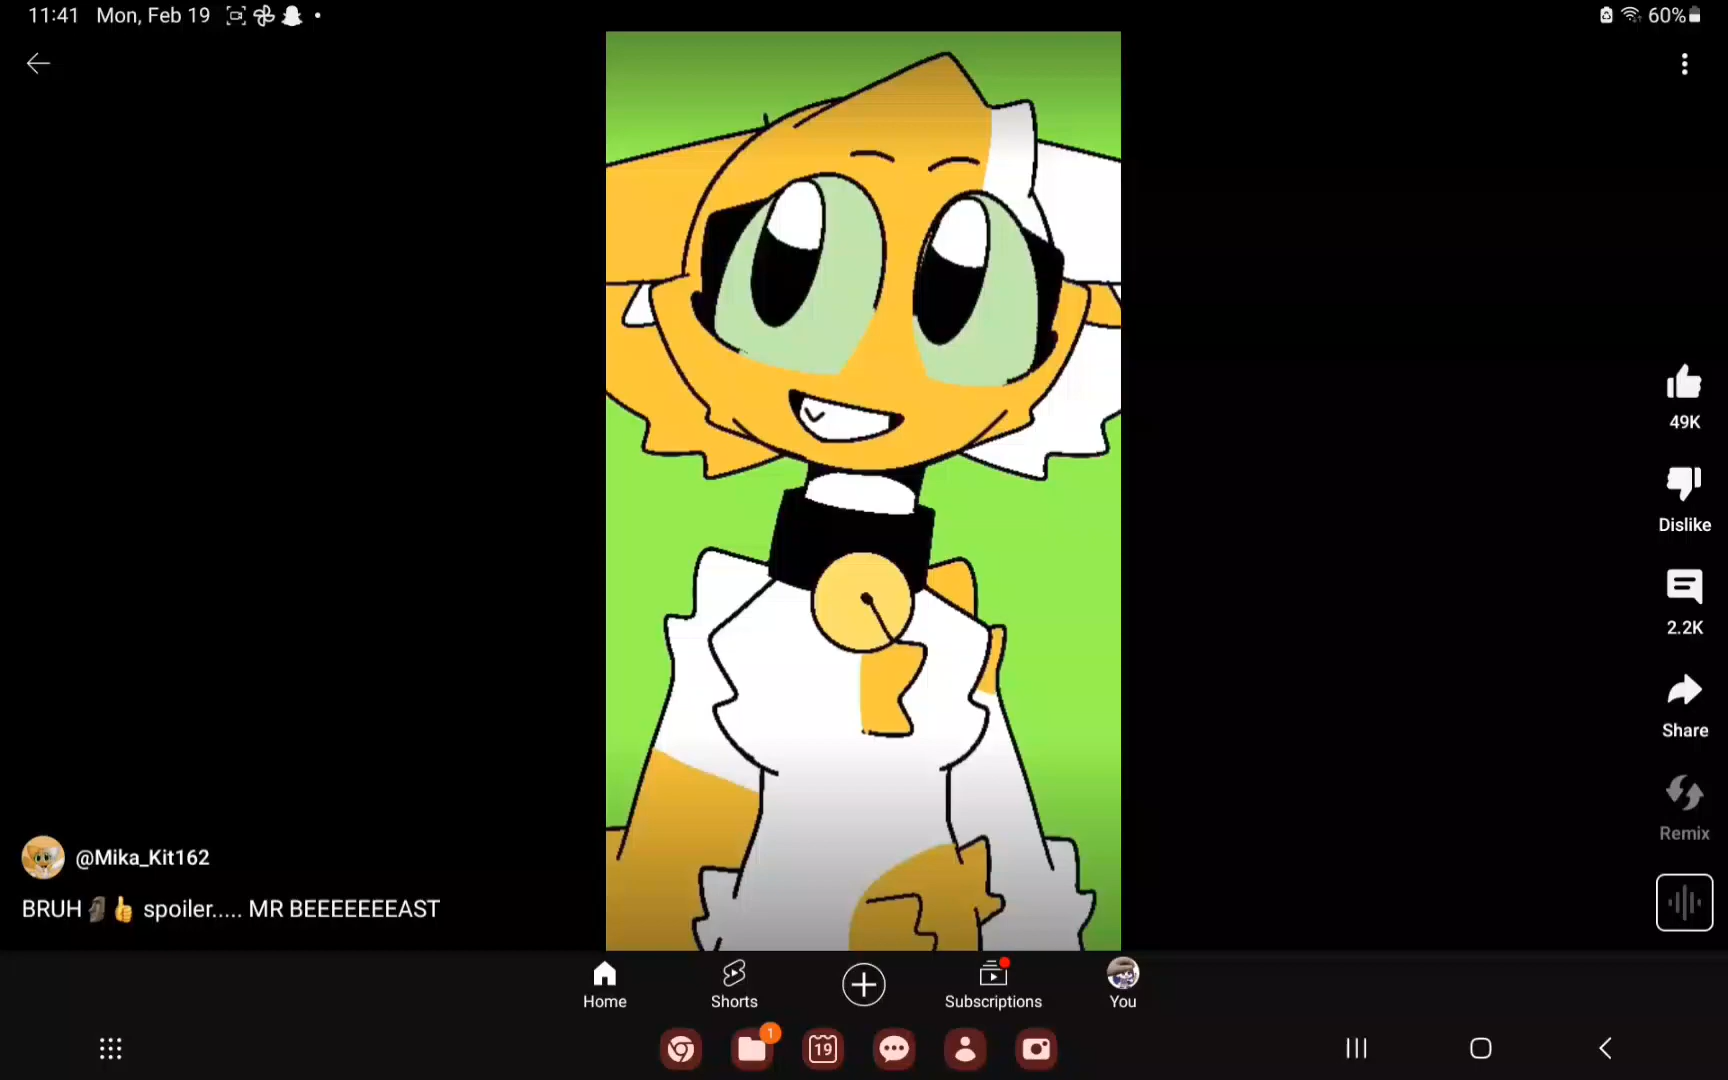 11:41 Mon, Feb 19
60%
49K
Dislike
2.2K
Share
Remix
@Mika_Kit162
BRUH🗿👍 spoiler..... MR BEEEEEEEAST
Home
Shorts
Subscriptions
You
1
19